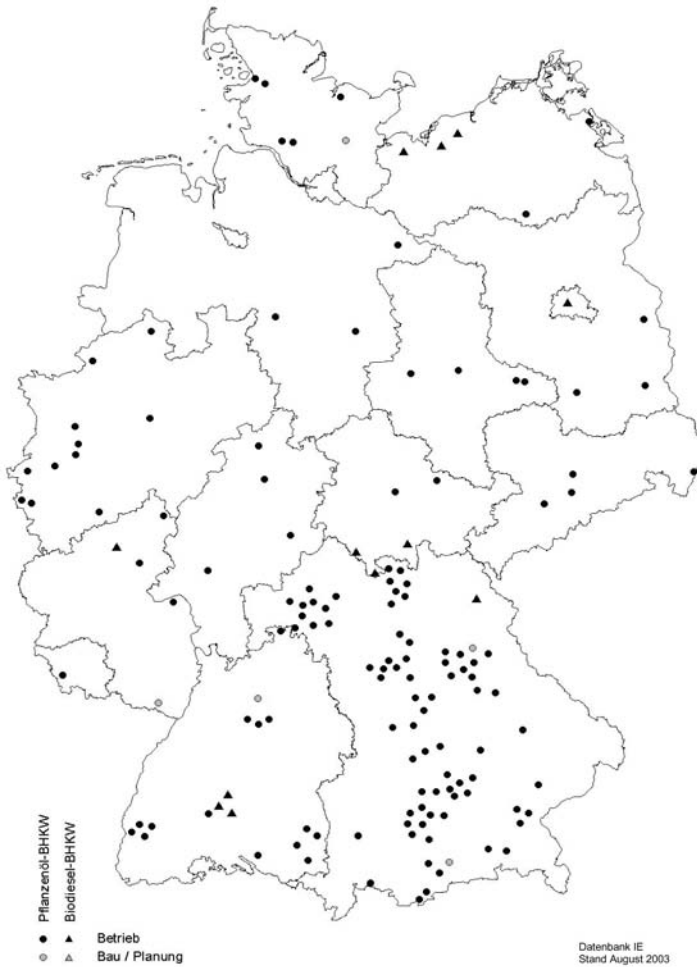 Pflanzenöl-BHKW
Biodiesel-BHKW
Betrieb
Bau / Planung
Datenbank IE
Stand August 2003